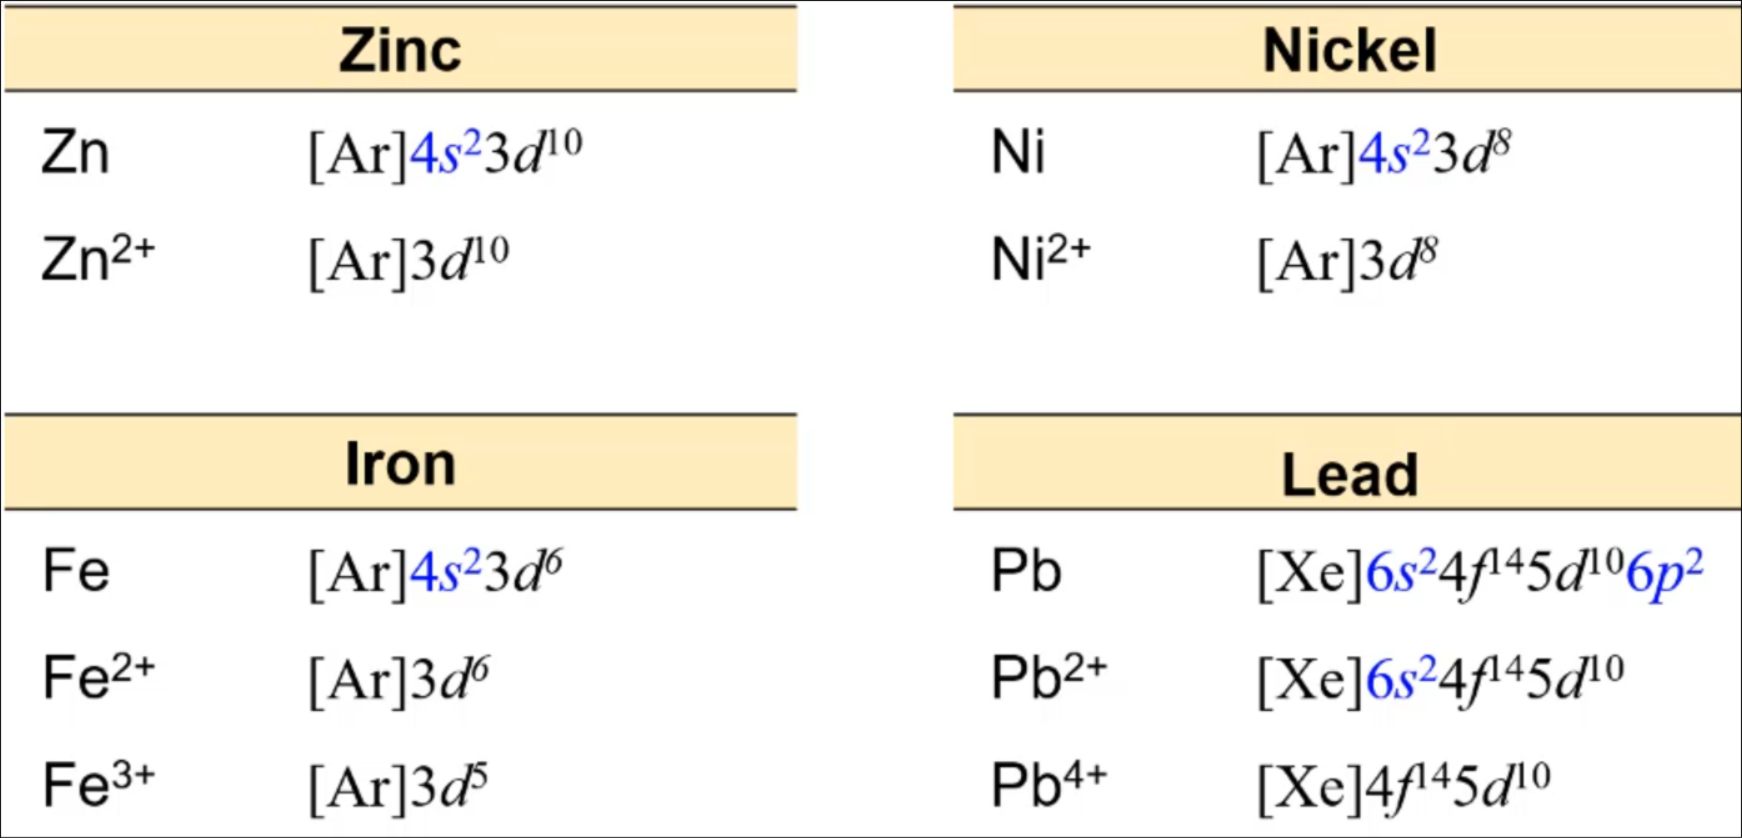 Zinc
Zn [Ar]4s²3d¹⁰
Zn²⁺ [Ar]3d¹⁰
Nickel
Ni [Ar]4s²3d⁸
Ni²⁺ [Ar]3d⁸
Iron
Fe [Ar]4s²3d⁶
Fe²⁺ [Ar]3d⁶
Fe³⁺ [Ar]3d⁵
Lead
Pb [Xe]6s²4f¹⁴5d¹⁰6p²
Pb²⁺ [Xe]6s²4f¹⁴5d¹⁰
Pb⁴⁺ [Xe]4f¹⁴5d¹⁰